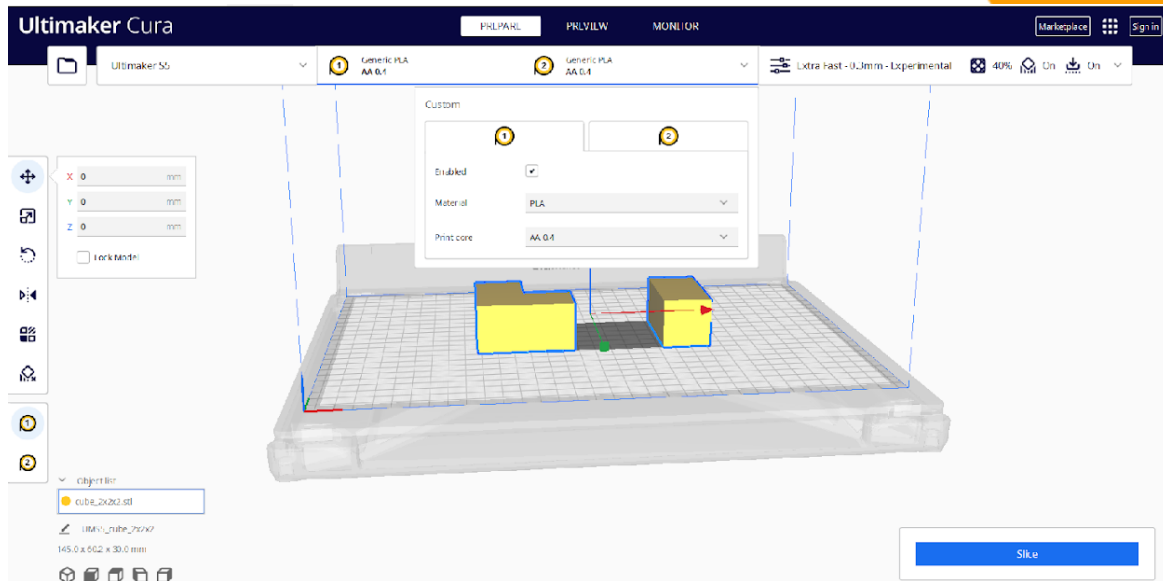 Ultimaker Cura
PREPARE
PREVIEW
MONITOR
Marketplace
Sign in
Ultimaker S5
1
Generic PLA
AA 0.4
2
Generic PLA
AA 0.4
Extra Fast - 0.3mm - Experimental
40%
On
On
Custom
1
2
Enabled
Material
PLA
Print core
AA 0.4
X 0 mm
Y 0 mm
Z 0 mm
Lock Model
1
2
Object list
cube_2x2x2.stl
UMS5_cube_2x2x2
145.0 x 60.2 x 30.0 mm
Slice